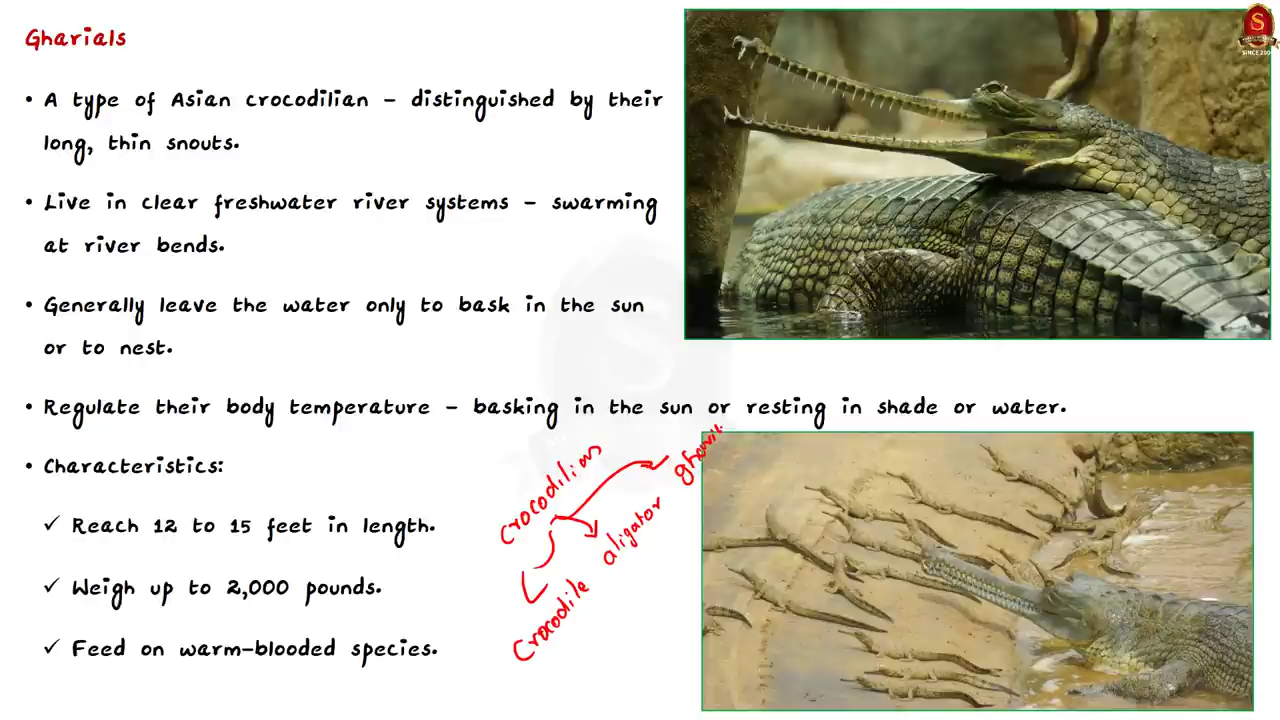 Gharials
SINCE 200
• A type of Asian crocodilian – distinguished by their
long, thin snouts.
• Live in clear freshwater river systems – swarming
at river bends.
• Generally leave the water only to bask in the sun
or to nest.
• Regulate their body temperature – basking in the sun or resting in shade or water.
• Characteristics:
✓ Reach 12 to 15 feet in length.
✓ Weigh up to 2,000 pounds.
✓ Feed on warm-blooded species.
Crocodilian
aligator
Crocodile